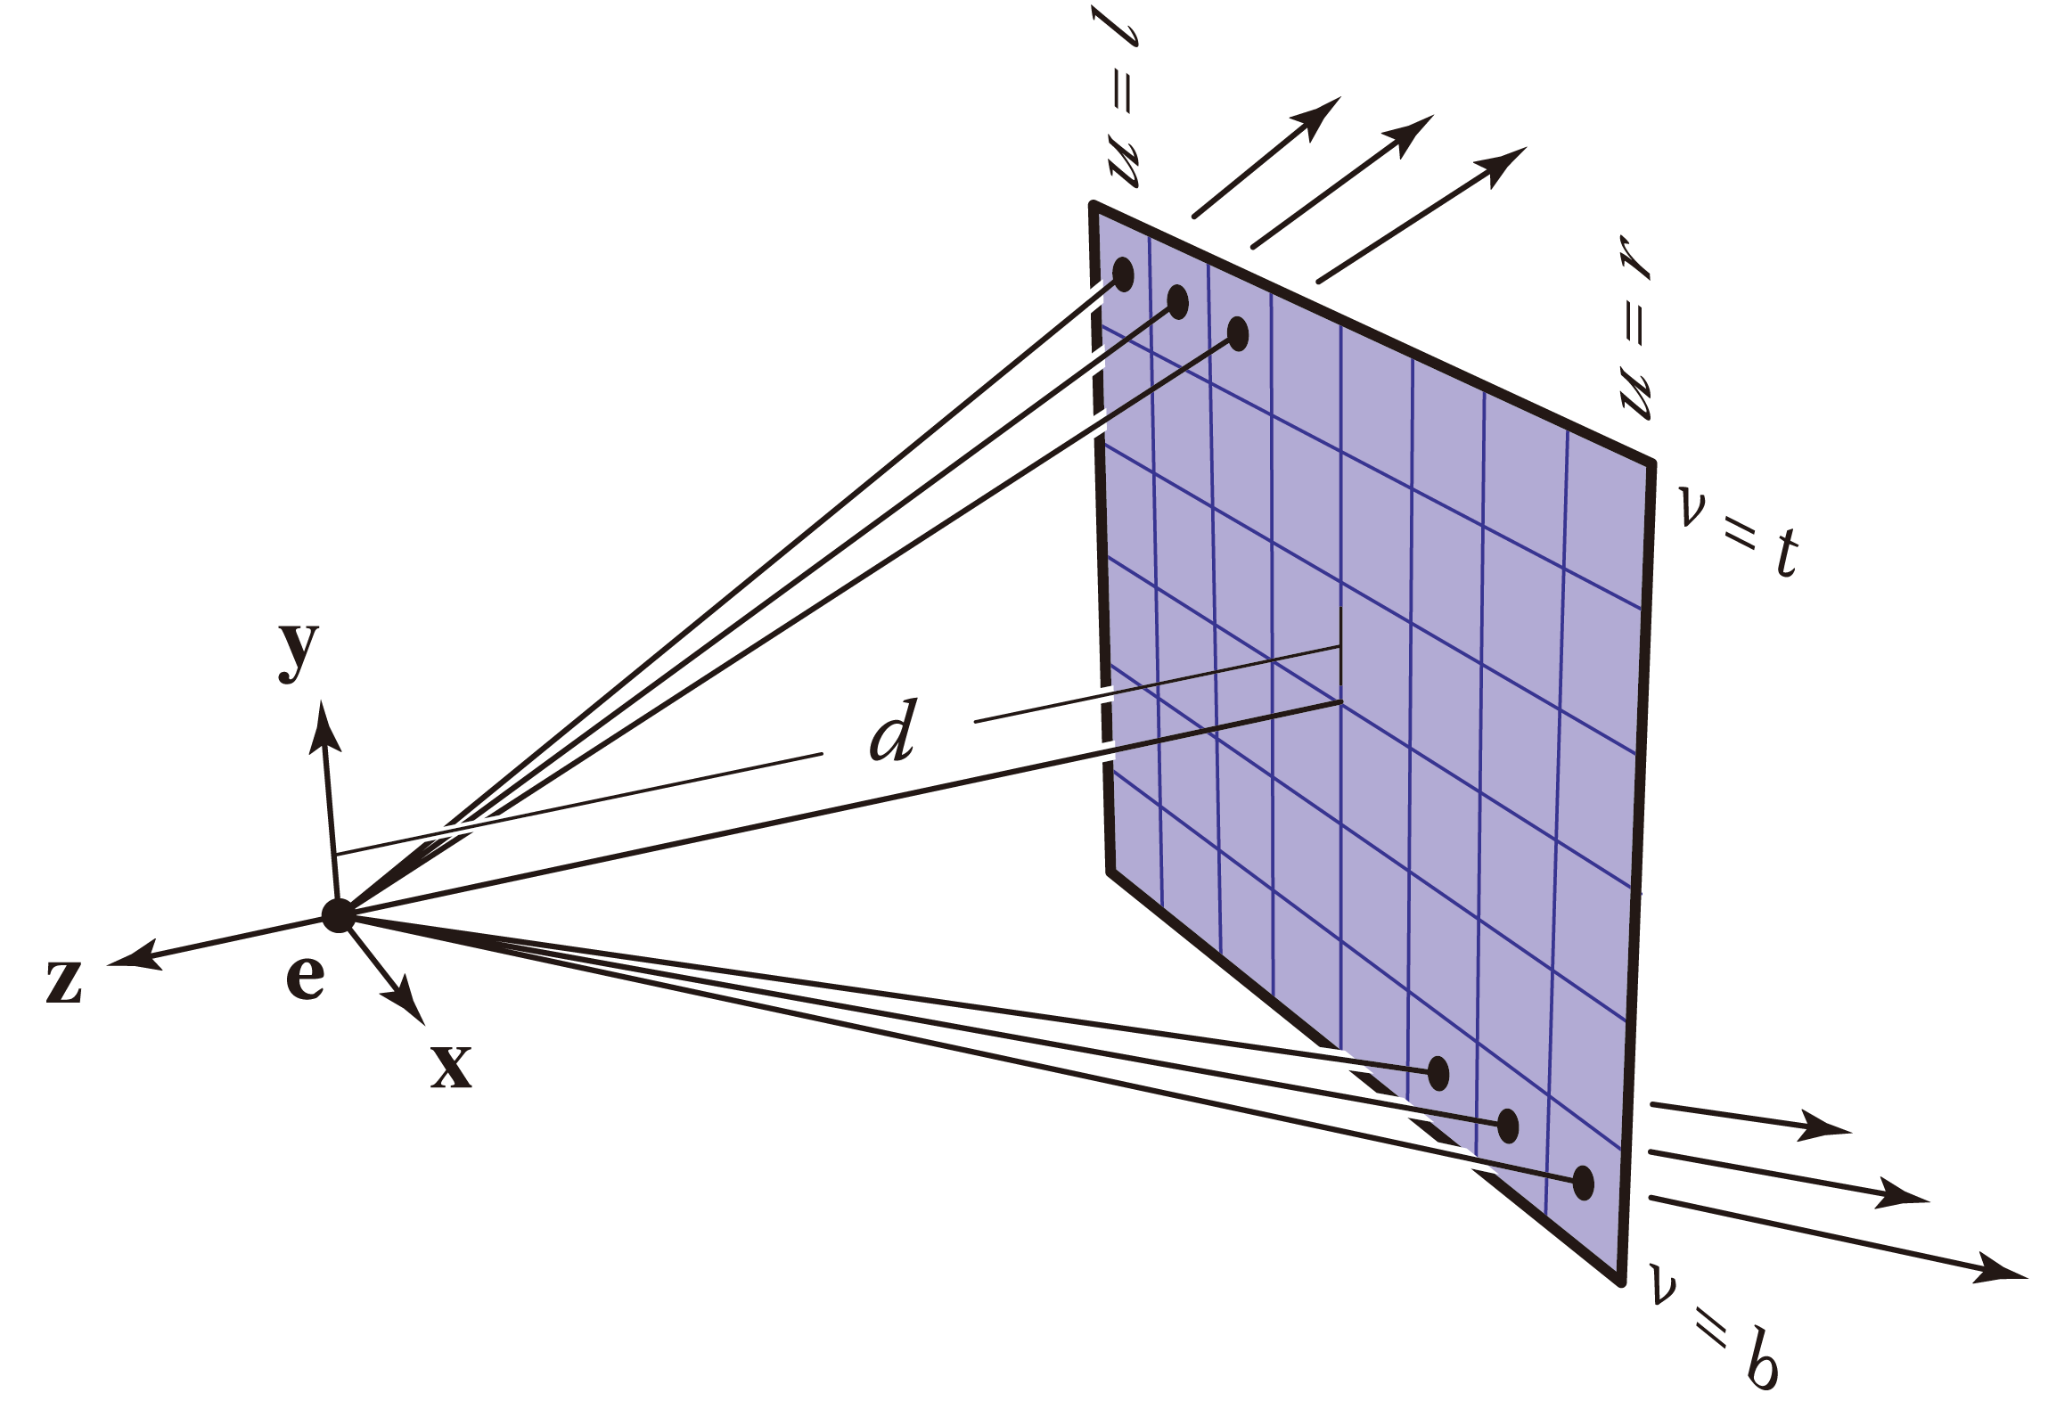 u = l
u = r
v = t
y
d
z
e
x
v = b